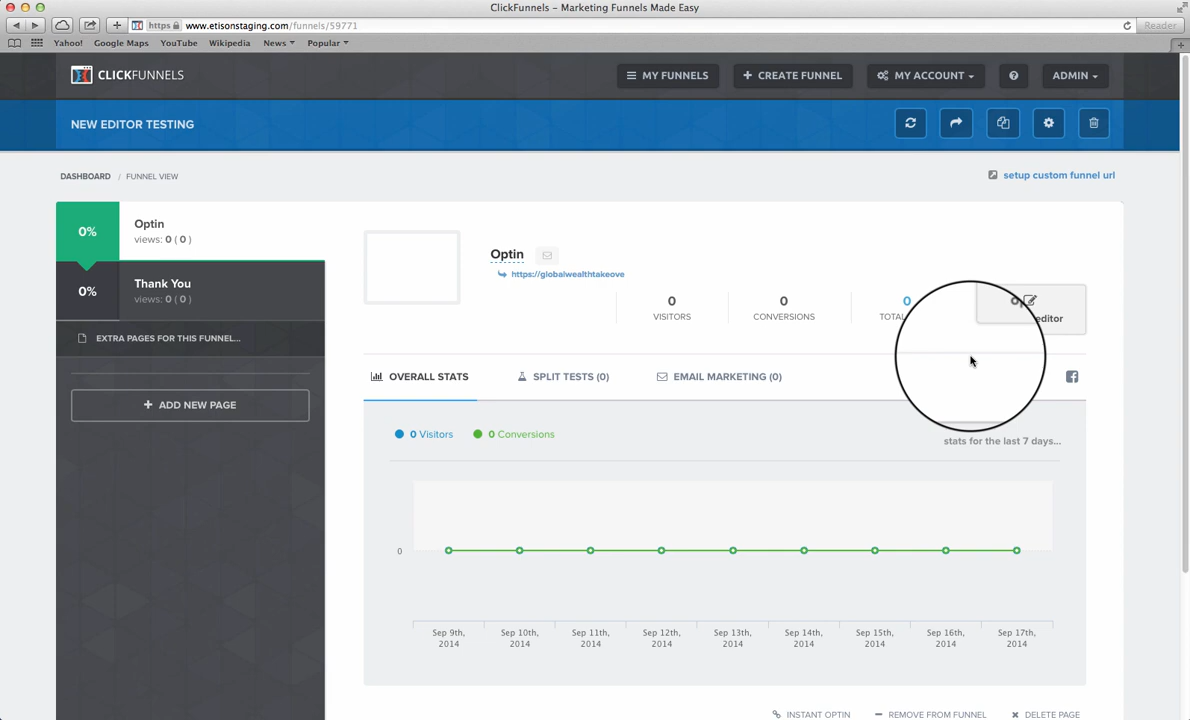 ClickFunnels – Marketing Funnels Made Easy
https www.etisonstaging.com/funnels/59771
Reader
Yahoo! Google Maps YouTube Wikipedia News Popular
CLICKFUNNELS
MY FUNNELS
CREATE FUNNEL
MY ACCOUNT
ADMIN
NEW EDITOR TESTING
DASHBOARD / FUNNEL VIEW
setup custom funnel url
0%
Optin
views: 0 ( 0 )
0%
Thank You
views: 0 ( 0 )
EXTRA PAGES FOR THIS FUNNEL...
+ ADD NEW PAGE
Optin
https://globalwealthtakeove
0
VISITORS
0
CONVERSIONS
0
TOTAL
editor
OVERALL STATS
SPLIT TESTS (0)
EMAIL MARKETING (0)
0 Visitors
0 Conversions
stats for the last 7 days...
0
Sep 9th, 2014
Sep 10th, 2014
Sep 11th, 2014
Sep 12th, 2014
Sep 13th, 2014
Sep 14th, 2014
Sep 15th, 2014
Sep 16th, 2014
Sep 17th, 2014
INSTANT OPTIN
REMOVE FROM FUNNEL
DELETE PAGE